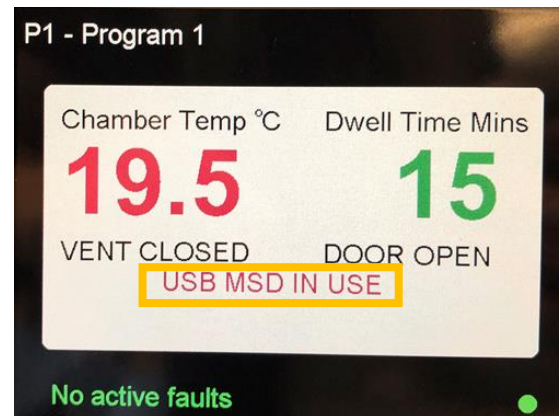 P1 - Program 1
Chamber Temp °C Dwell Time Mins
19.5 15
VENT CLOSED DOOR OPEN
USB MSD IN USE
No active faults